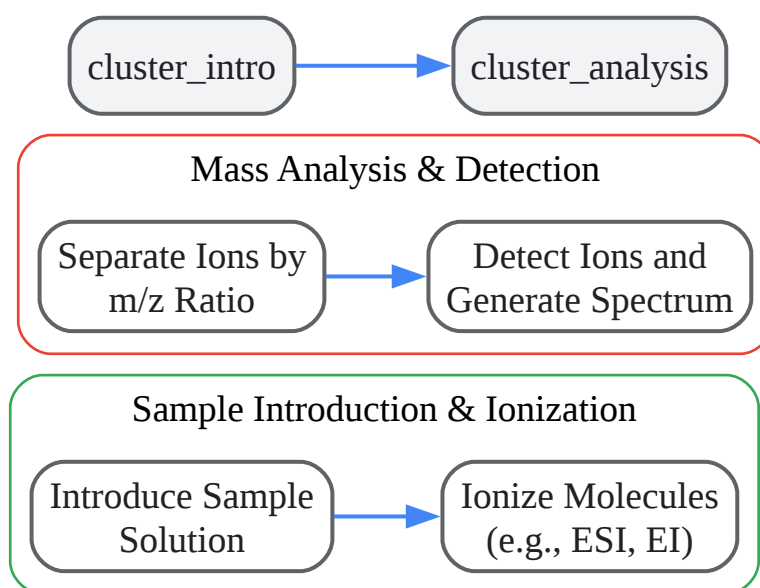 cluster_intro
cluster_analysis
Mass Analysis & Detection
Separate Ions by
m/z Ratio
Detect Ions and
Generate Spectrum
Sample Introduction & Ionization
Introduce Sample
Solution
Ionize Molecules
(e.g., ESI, EI)